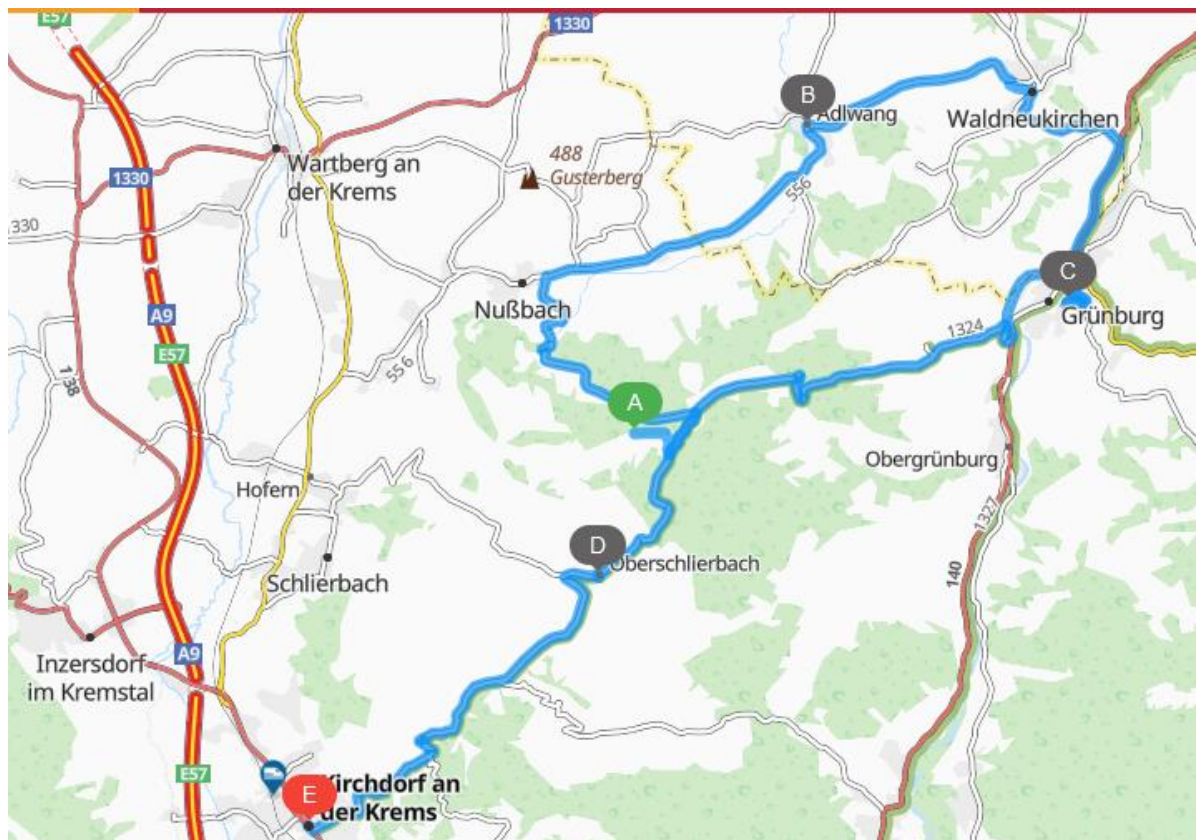 E57
1330
B
Adlwang
Waldneukirchen
488
Gusterberg
Wartberg an
der Krems
1330
556
330
C
Nußbach
Grünburg
A9
1324
E57
556
138
A
Obergrünburg
Hofern
1327
D
Oberschlierbach
140
Schlierbach
A9
Inzersdorf
im Kremstal
E57
E
Kirchdorf an
der Krems